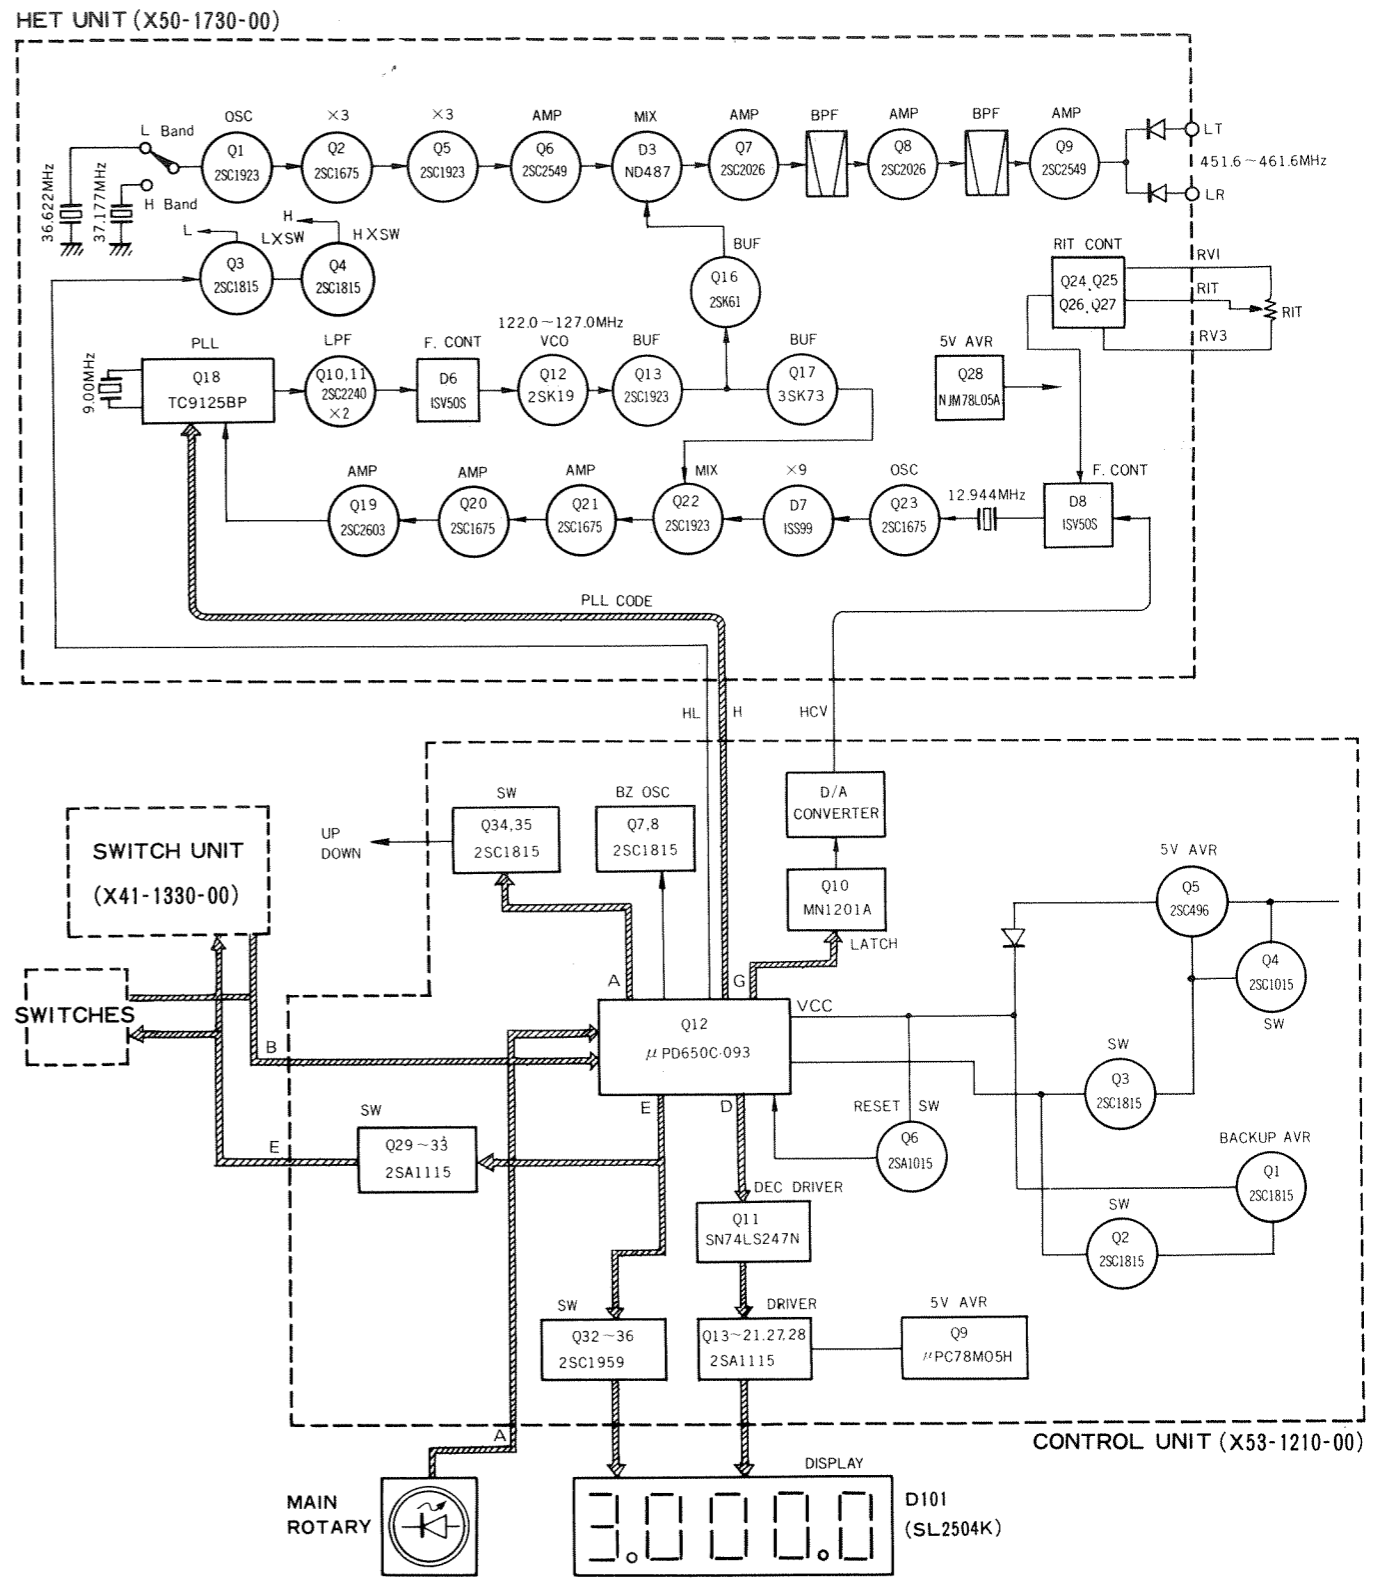 HET UNIT (X50-1730-00)
OSC
×3
×3
AMP
MIX
AMP
BPF
AMP
BPF
AMP
L Band
H Band
36.622MHz
37.177MHz
Q1
2SC1923
Q2
2SC1675
Q5
2SC1923
Q6
2SC2549
D3
ND487
Q7
2SC2026
Q8
2SC2026
Q9
2SC2549
LT
451.6~461.6MHz
LR
L
H
L×SW
H×SW
Q3
2SC1815
Q4
2SC1815
BUF
Q16
2SK61
RIT CONT
Q24, Q25
Q26, Q27
RV1
RIT
RV3
RIT
122.0~127.0MHz
PLL
LPF
F. CONT
VCO
BUF
BUF
5V AVR
9.00MHz
Q18
TC9125BP
Q10,11
2SC2240
×2
D6
ISV50S
Q12
2SK19
Q13
2SC1923
Q17
3SK73
Q28
NJM78L05A
AMP
AMP
AMP
MIX
×9
OSC
12.944MHz
F. CONT
Q19
2SC2603
Q20
2SC1675
Q21
2SC1675
Q22
2SC1923
D7
ISS99
Q23
2SC1675
D8
ISV50S
PLL CODE
HL
H
HCV
SWITCH UNIT
(X41-1330-00)
UP
DOWN
SW
Q34,35
2SC1815
BZ OSC
Q7,8
2SC1815
D/A
CONVERTER
Q10
MN1201A
LATCH
5V AVR
Q5
2SC496
Q4
2SC1015
SW
SWITCHES
A
G
VCC
Q12
μPD650C-093
B
E
D
RESET SW
Q6
2SA1015
SW
Q3
2SC1815
BACKUP AVR
Q1
2SC1815
SW
Q2
2SC1815
E
SW
Q29~33
2SA1115
DEC DRIVER
Q11
SN74LS247N
SW
Q32~36
2SC1959
DRIVER
Q13~21.27,28
2SA1115
5V AVR
Q9
μPC78M05H
A
CONTROL UNIT (X53-1210-00)
MAIN
ROTARY
DISPLAY
3.000.0
D101
(SL2504K)